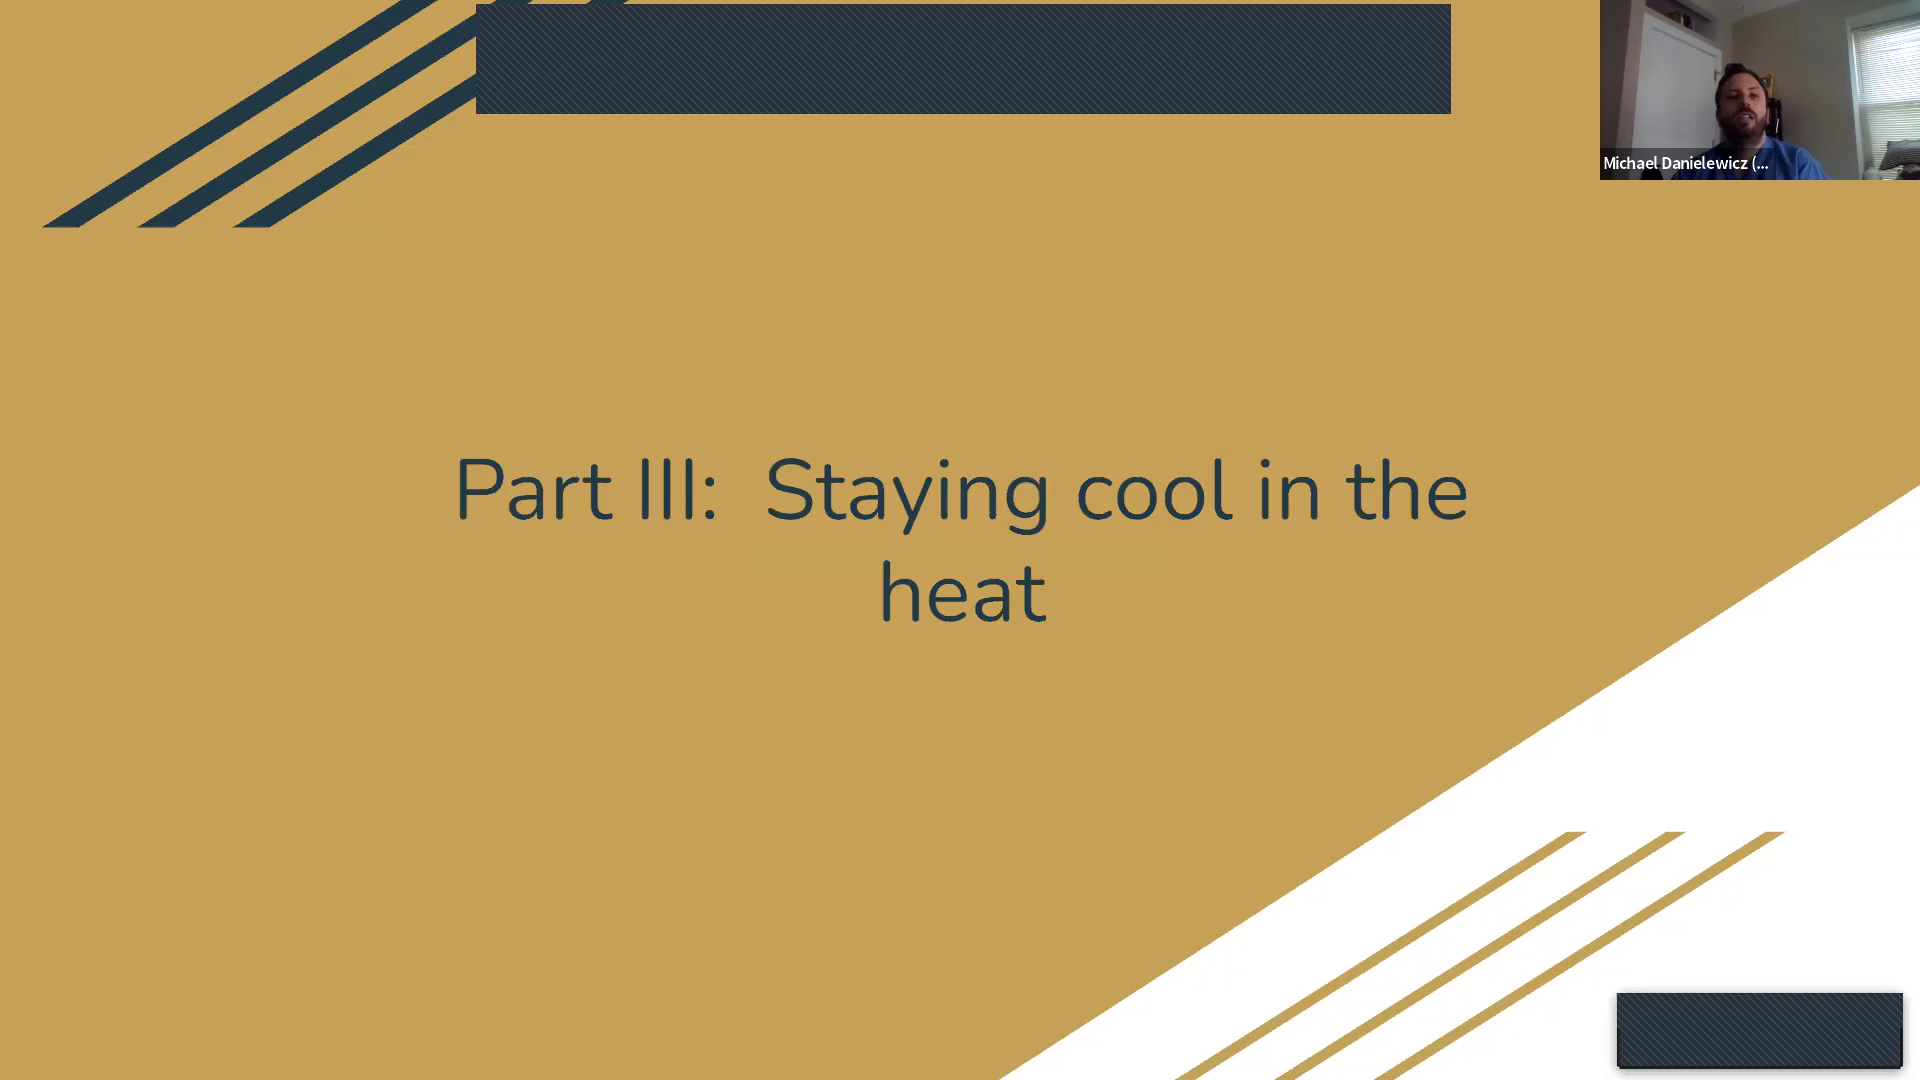 Michael Danielewicz (...
Part III:  Staying cool in the
heat